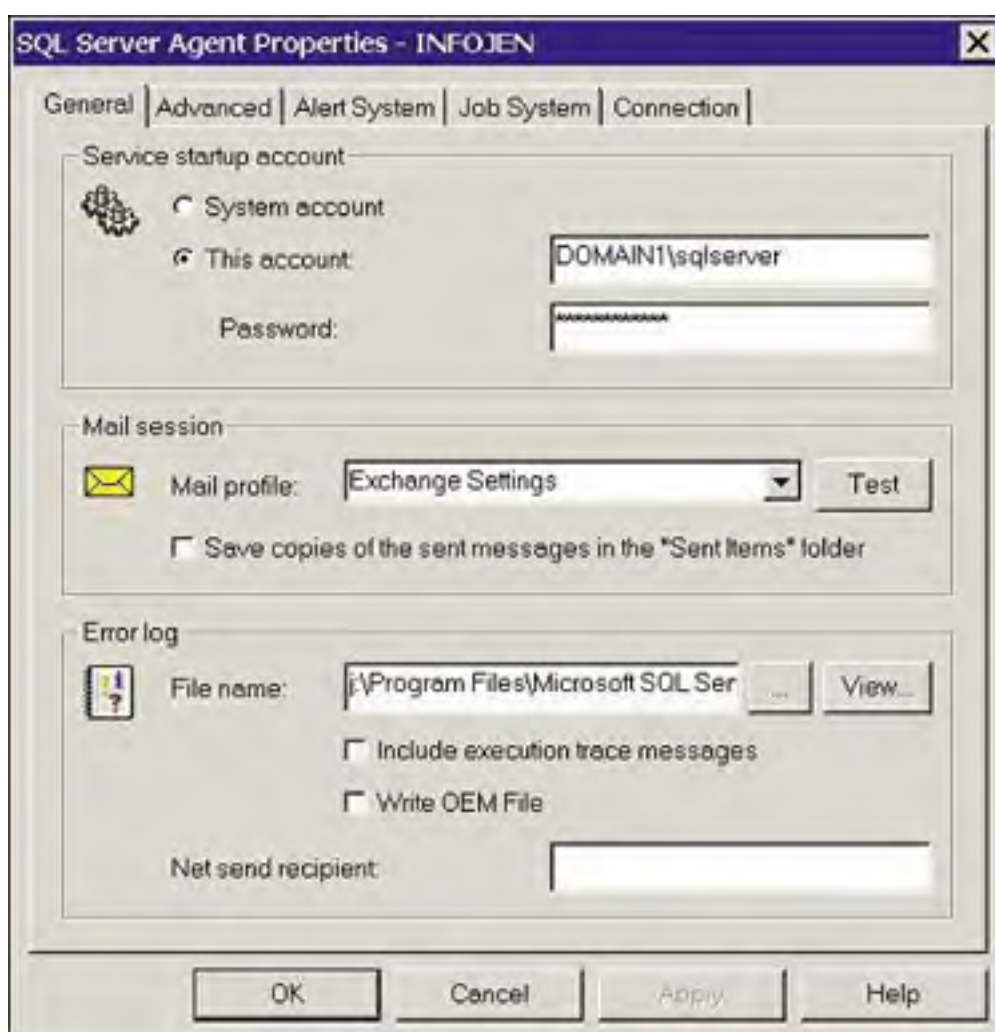 SQL Server Agent Properties - INFOJEN
General Advanced Alert System Job System Connection
Service startup account
System account
This account: DOMAIN1\sqlserver
Password: ************
Mail session
Mail profile: Exchange Settings Test
Save copies of the sent messages in the "Sent Items" folder
Error log
File name: j:\Program Files\Microsoft SQL Ser ... View...
Include execution trace messages
Write OEM File
Net send recipient:
OK Cancel Apply Help